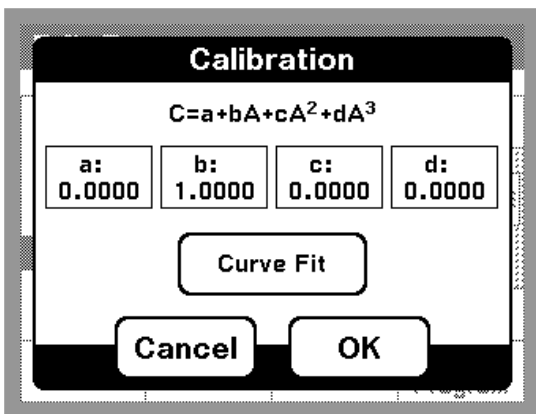 Calibration
C=a+bA+cA²+dA³
a: b: c: d:
0.0000 1.0000 0.0000 0.0000
Curve Fit
Cancel OK